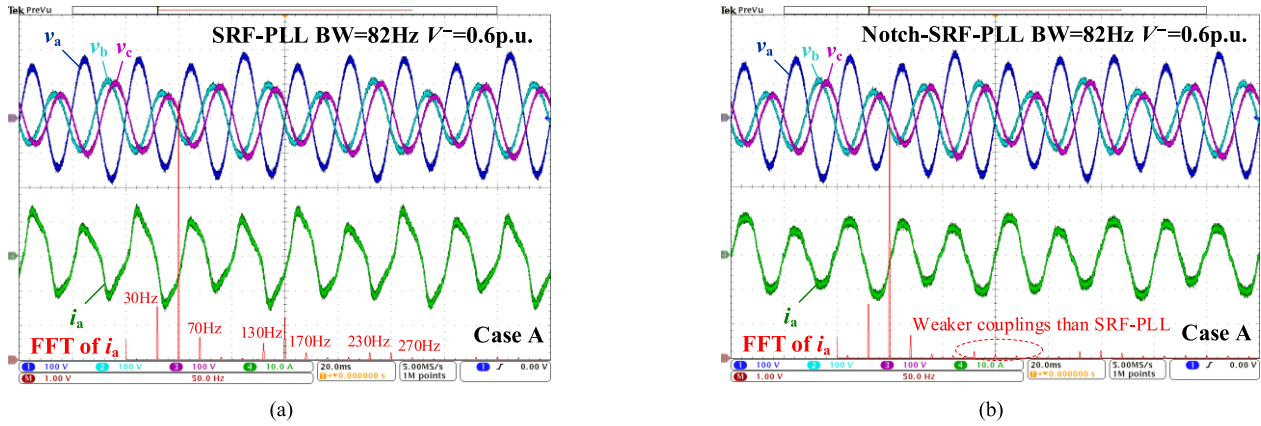 Tek PreVu
SRF-PLL BW=82Hz V⁻=0.6p.u.
va
vb
vc
ia
30Hz
70Hz
130Hz
170Hz
230Hz
270Hz
FFT of ia
Case A
1 100 V 2 100 V 3 100 V 4 10.0 A
M 1.00 V 50.0 Hz
20.0ms
T→▼0.000000 s
5.00MS/s
1M points
1 0.00 V
(a)
Tek PreVu
Notch-SRF-PLL BW=82Hz V⁻=0.6p.u.
va
vb
vc
ia
Weaker couplings than SRF-PLL
FFT of ia
Case A
1 100 V 2 100 V 3 100 V 4 10.0 A
M 1.00 V 50.0 Hz
20.0ms
T→▼0.000000 s
5.00MS/s
1M points
1 0.00 V
(b)